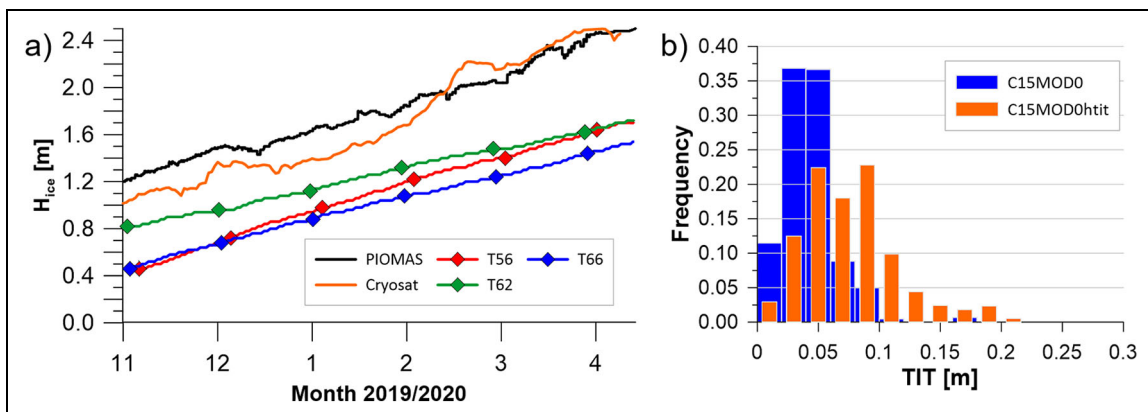 a)
H_ice [m]
2.4
2.0
1.6
1.2
0.8
0.4
0.0
PIOMAS T56 T66
Cryosat T62
11 12 1 2 3 4
Month 2019/2020
b)
Frequency
0.40
0.35
0.30
0.25
0.20
0.15
0.10
0.05
0.00
C15MOD0
C15MOD0htit
0 0.05 0.1 0.15 0.2 0.25 0.3
TIT [m]